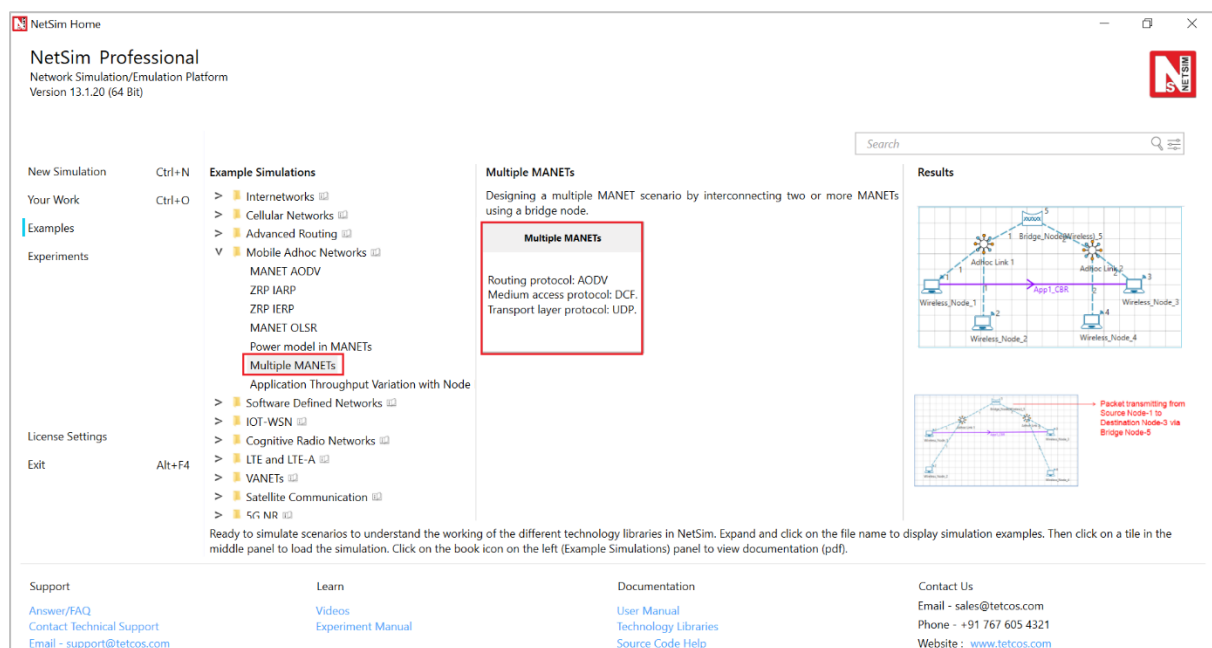 NetSim Home
NetSim Professional
Network Simulation/Emulation Platform
Version 13.1.20 (64 Bit)
NETSIM
Search
New Simulation Ctrl+N
Your Work Ctrl+O
Examples
Experiments
License Settings
Exit Alt+F4
Example Simulations
> Internetworks
> Cellular Networks
> Advanced Routing
v Mobile Adhoc Networks
MANET AODV
ZRP IARP
ZRP IERP
MANET OLSR
Power model in MANETs
Multiple MANETs
Application Throughput Variation with Node
> Software Defined Networks
> IOT-WSN
> Cognitive Radio Networks
> LTE and LTE-A
> VANETs
> Satellite Communication
> 5G NR
Multiple MANETs
Designing a multiple MANET scenario by interconnecting two or more MANETs
using a bridge node.
Multiple MANETs
Routing protocol: AODV
Medium access protocol: DCF.
Transport layer protocol: UDP.
Results
5
1 Bridge_Node(Wireless)_5
Adhoc Link 1
Adhoc Link 2
1
1
3
App1_CBR
Wireless_Node_1
Wireless_Node_3
2
4
Wireless_Node_2
Wireless_Node_4
Packet transmitting from
Source Node-1 to
Destination Node-3 via
Bridge Node-5
Ready to simulate scenarios to understand the working of the different technology libraries in NetSim. Expand and click on the file name to display simulation examples. Then click on a tile in the
middle panel to load the simulation. Click on the book icon on the left (Example Simulations) panel to view documentation (pdf).
Support
Answer/FAQ
Contact Technical Support
Email - support@tetcos.com
Learn
Videos
Experiment Manual
Documentation
User Manual
Technology Libraries
Source Code Help
Contact Us
Email - sales@tetcos.com
Phone - +91 767 605 4321
Website : www.tetcos.com